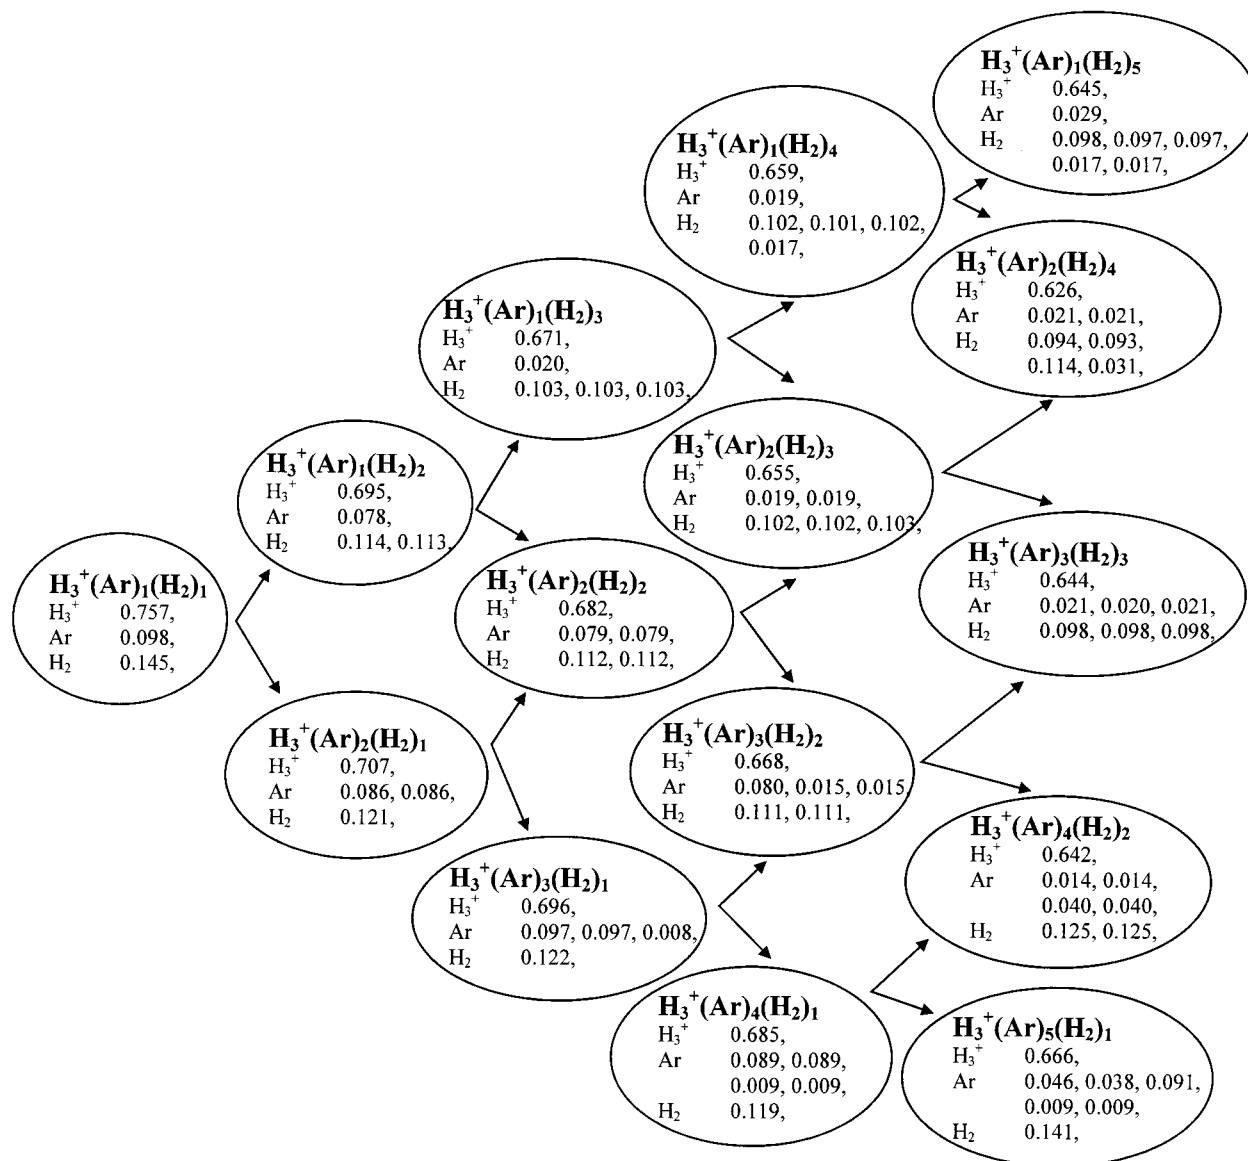 H₃⁺(Ar)₁(H₂)₅
H₃⁺ 0.645,
Ar 0.029,
H₂ 0.098, 0.097, 0.097,
0.017, 0.017,
H₃⁺(Ar)₁(H₂)₄
H₃⁺ 0.659,
Ar 0.019,
H₂ 0.102, 0.101, 0.102,
0.017,
H₃⁺(Ar)₂(H₂)₄
H₃⁺ 0.626,
Ar 0.021, 0.021,
H₂ 0.094, 0.093,
0.114, 0.031,
H₃⁺(Ar)₁(H₂)₃
H₃⁺ 0.671,
Ar 0.020,
H₂ 0.103, 0.103, 0.103,
H₃⁺(Ar)₂(H₂)₃
H₃⁺ 0.655,
Ar 0.019, 0.019,
H₂ 0.102, 0.102, 0.103,
H₃⁺(Ar)₁(H₂)₂
H₃⁺ 0.695,
Ar 0.078,
H₂ 0.114, 0.113,
H₃⁺(Ar)₃(H₂)₃
H₃⁺ 0.644,
Ar 0.021, 0.020, 0.021,
H₂ 0.098, 0.098, 0.098,
H₃⁺(Ar)₁(H₂)₁
H₃⁺ 0.757,
Ar 0.098,
H₂ 0.145,
H₃⁺(Ar)₂(H₂)₂
H₃⁺ 0.682,
Ar 0.079, 0.079,
H₂ 0.112, 0.112,
H₃⁺(Ar)₂(H₂)₁
H₃⁺ 0.707,
Ar 0.086, 0.086,
H₂ 0.121,
H₃⁺(Ar)₃(H₂)₂
H₃⁺ 0.668,
Ar 0.080, 0.015, 0.015,
H₂ 0.111, 0.111,
H₃⁺(Ar)₄(H₂)₂
H₃⁺ 0.642,
Ar 0.014, 0.014,
0.040, 0.040,
H₂ 0.125, 0.125,
H₃⁺(Ar)₃(H₂)₁
H₃⁺ 0.696,
Ar 0.097, 0.097, 0.008,
H₂ 0.122,
H₃⁺(Ar)₄(H₂)₁
H₃⁺ 0.685,
Ar 0.089, 0.089,
0.009, 0.009,
H₂ 0.119,
H₃⁺(Ar)₅(H₂)₁
H₃⁺ 0.666,
Ar 0.046, 0.038, 0.091,
0.009, 0.009,
H₂ 0.141,